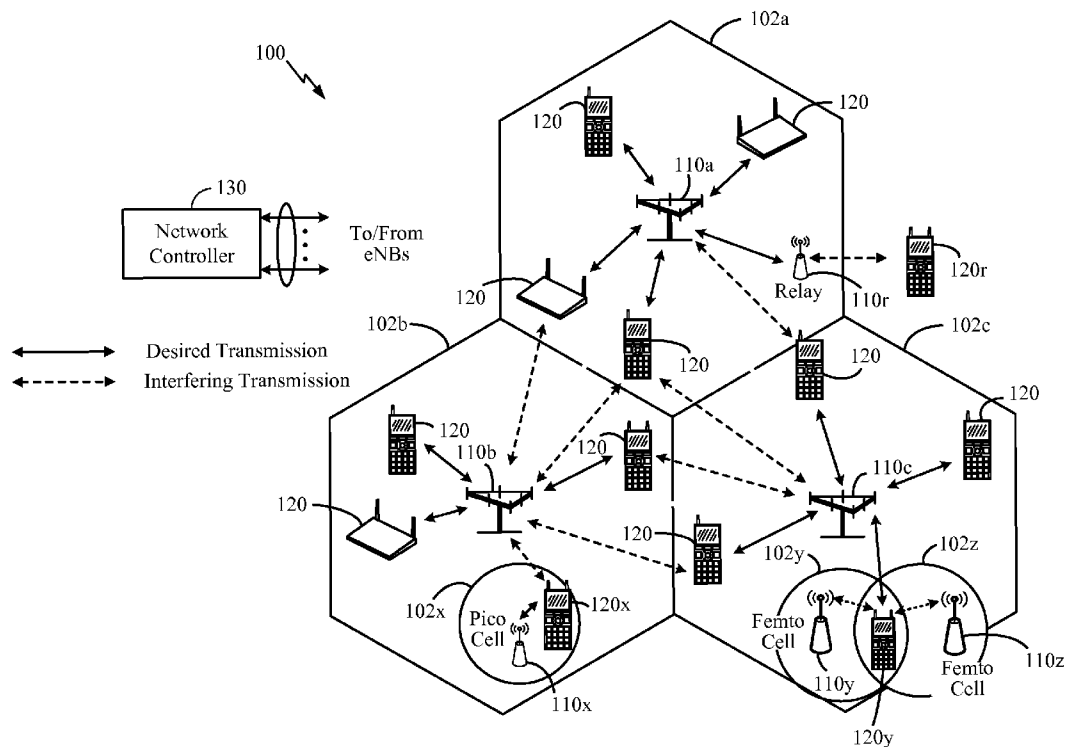 102a
100
120
120
110a
130
Network
Controller
To/From
eNBs
120r
Relay
110r
120
102b
102c
Desired Transmission
Interfering Transmission
120
120
120
120
120
110b
110c
120
120
102y
102z
102x
120x
Pico
Cell
Femto
Cell
110x
110y
Femto
Cell
110z
120y